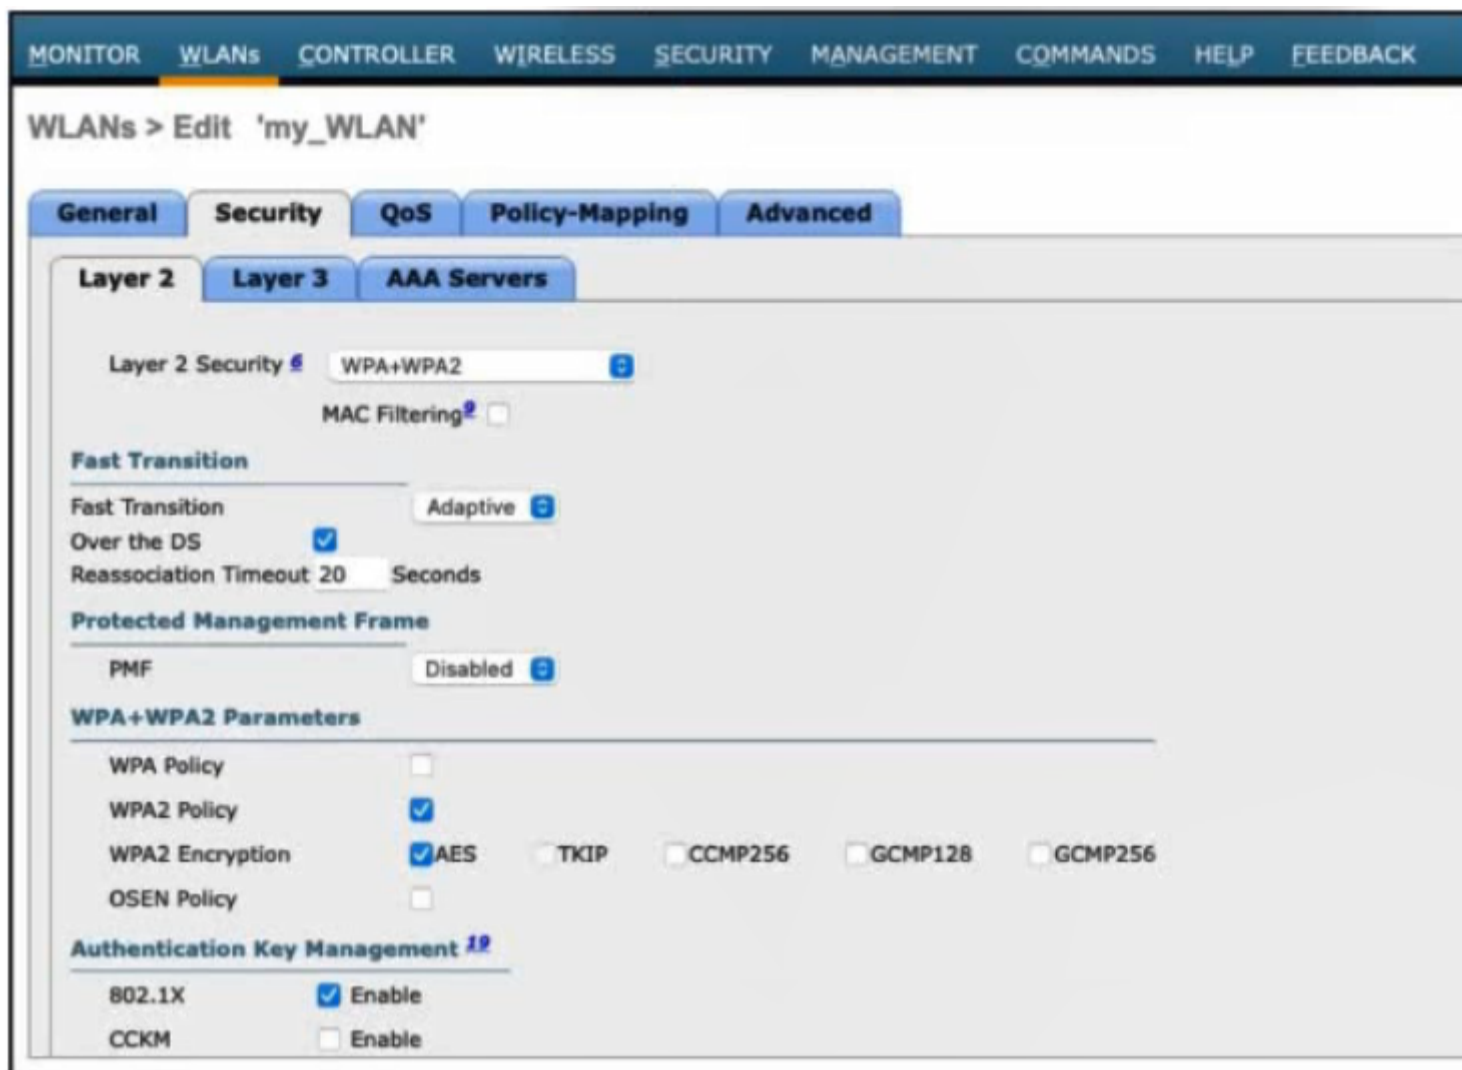 MONITOR WLANs CONTROLLER WIRELESS SECURITY MANAGEMENT COMMANDS HELP FEEDBACK
WLANs > Edit 'my_WLAN'
General Security QoS Policy-Mapping Advanced
Layer 2 Layer 3 AAA Servers
Layer 2 Security 6 WPA+WPA2
MAC Filtering 9
Fast Transition
Fast Transition Adaptive
Over the DS
Reassociation Timeout 20 Seconds
Protected Management Frame
PMF Disabled
WPA+WPA2 Parameters
WPA Policy
WPA2 Policy
WPA2 Encryption AES TKIP CCMP256 GCMP128 GCMP256
OSEN Policy
Authentication Key Management 19
802.1X Enable
CCKM Enable